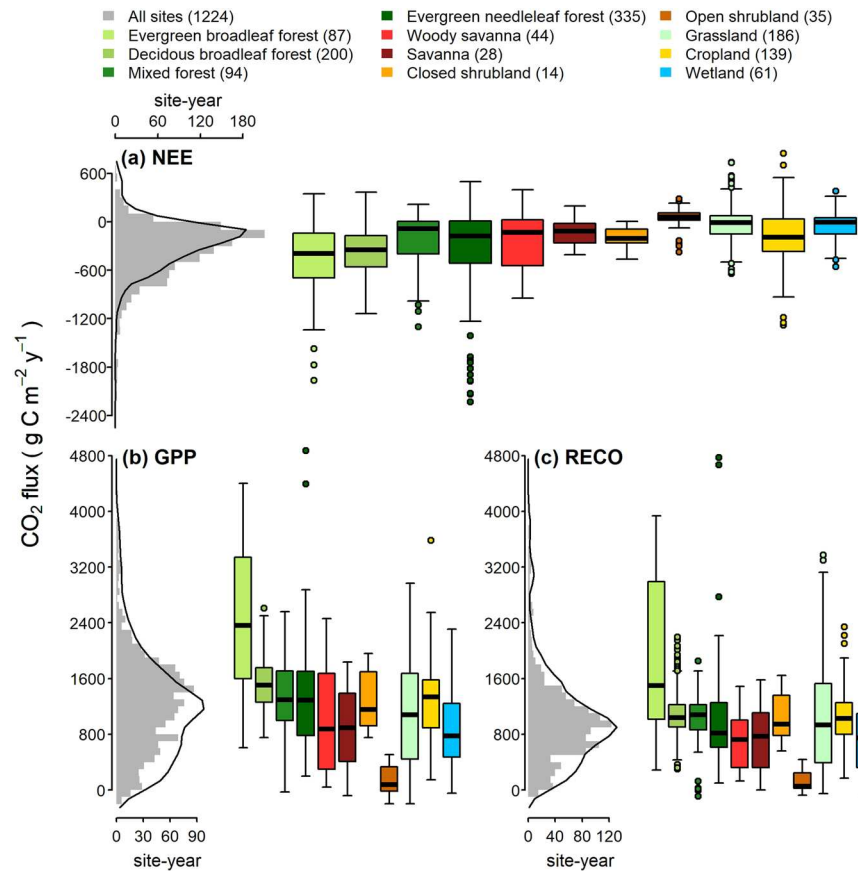 All sites (1224)
Evergreen broadleaf forest (87)
Decidous broadleaf forest (200)
Mixed forest (94)
Evergreen needleleaf forest (335)
Woody savanna (44)
Savanna (28)
Closed shrubland (14)
Open shrubland (35)
Grassland (186)
Cropland (139)
Wetland (61)
site-year
0 60 120 180
(a) NEE
600
0
-600
-1200
-1800
-2400
CO₂ flux ( g C m⁻² y⁻¹ )
(b) GPP
4800
4000
3200
2400
1600
800
0
0 30 60 90
site-year
(c) RECO
4800
4000
3200
2400
1600
800
0
0 40 80 120
site-year